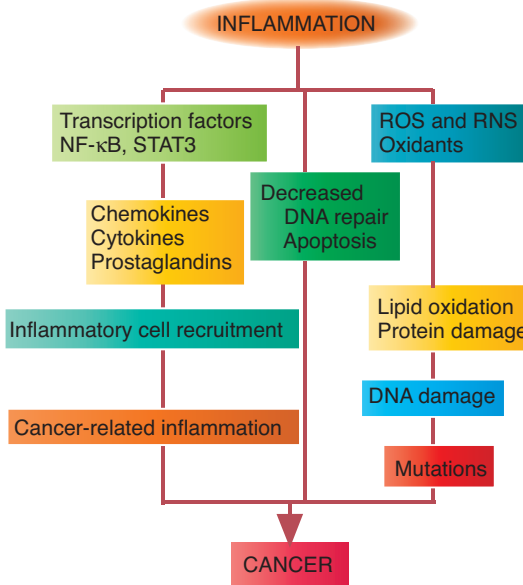 INFLAMMATION
Transcription factors
NF-κB, STAT3
Chemokines
Cytokines
Prostaglandins
Inflammatory cell recruitment
Cancer-related inflammation
Decreased
DNA repair
Apoptosis
ROS and RNS
Oxidants
Lipid oxidation
Protein damage
DNA damage
Mutations
CANCER